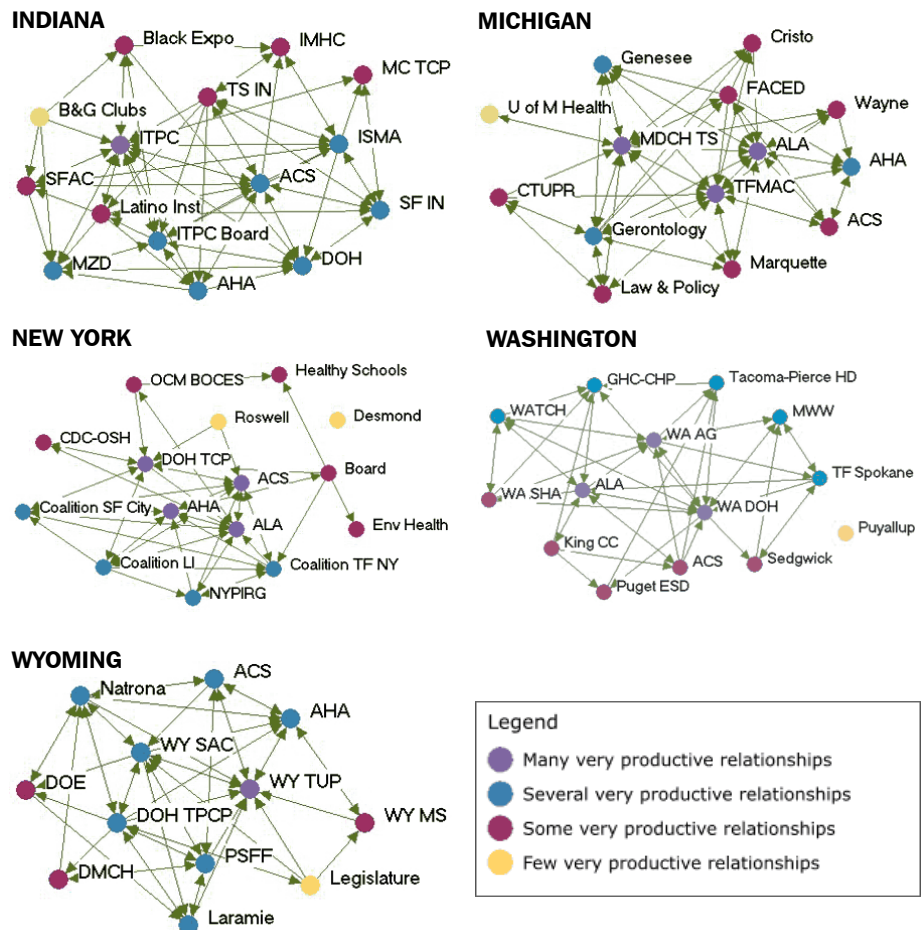 INDIANA
Black Expo
IMHC
MC TCP
TS IN
B&G Clubs
ITPC
ISMA
SFAC
ACS
Latino Inst
SF IN
ITPC Board
MZD
DOH
AHA
MICHIGAN
Cristo
Genesee
FACED
U of M Health
Wayne
MDCH TS
ALA
AHA
CTUPR
TFMAC
ACS
Gerontology
Marquette
Law & Policy
NEW YORK
OCM BOCES
Healthy Schools
Roswell
Desmond
CDC-OSH
DOH TCP
ACS
Board
Coalition SF City
AHA
ALA
Env Health
Coalition LI
Coalition TF NY
NYPIRG
WASHINGTON
GHC-CHP
Tacoma-Pierce HD
WATCH
MWW
WA AG
TF Spokane
WA SHA
ALA
WA DOH
Puyallup
King CC
ACS
Sedgwick
Puget ESD
WYOMING
ACS
Natrona
AHA
WY SAC
DOE
WY TUP
DOH TPCP
WY MS
PSFF
DMCH
Legislature
Laramie
Legend
Many very productive relationships
Several very productive relationships
Some very productive relationships
Few very productive relationships